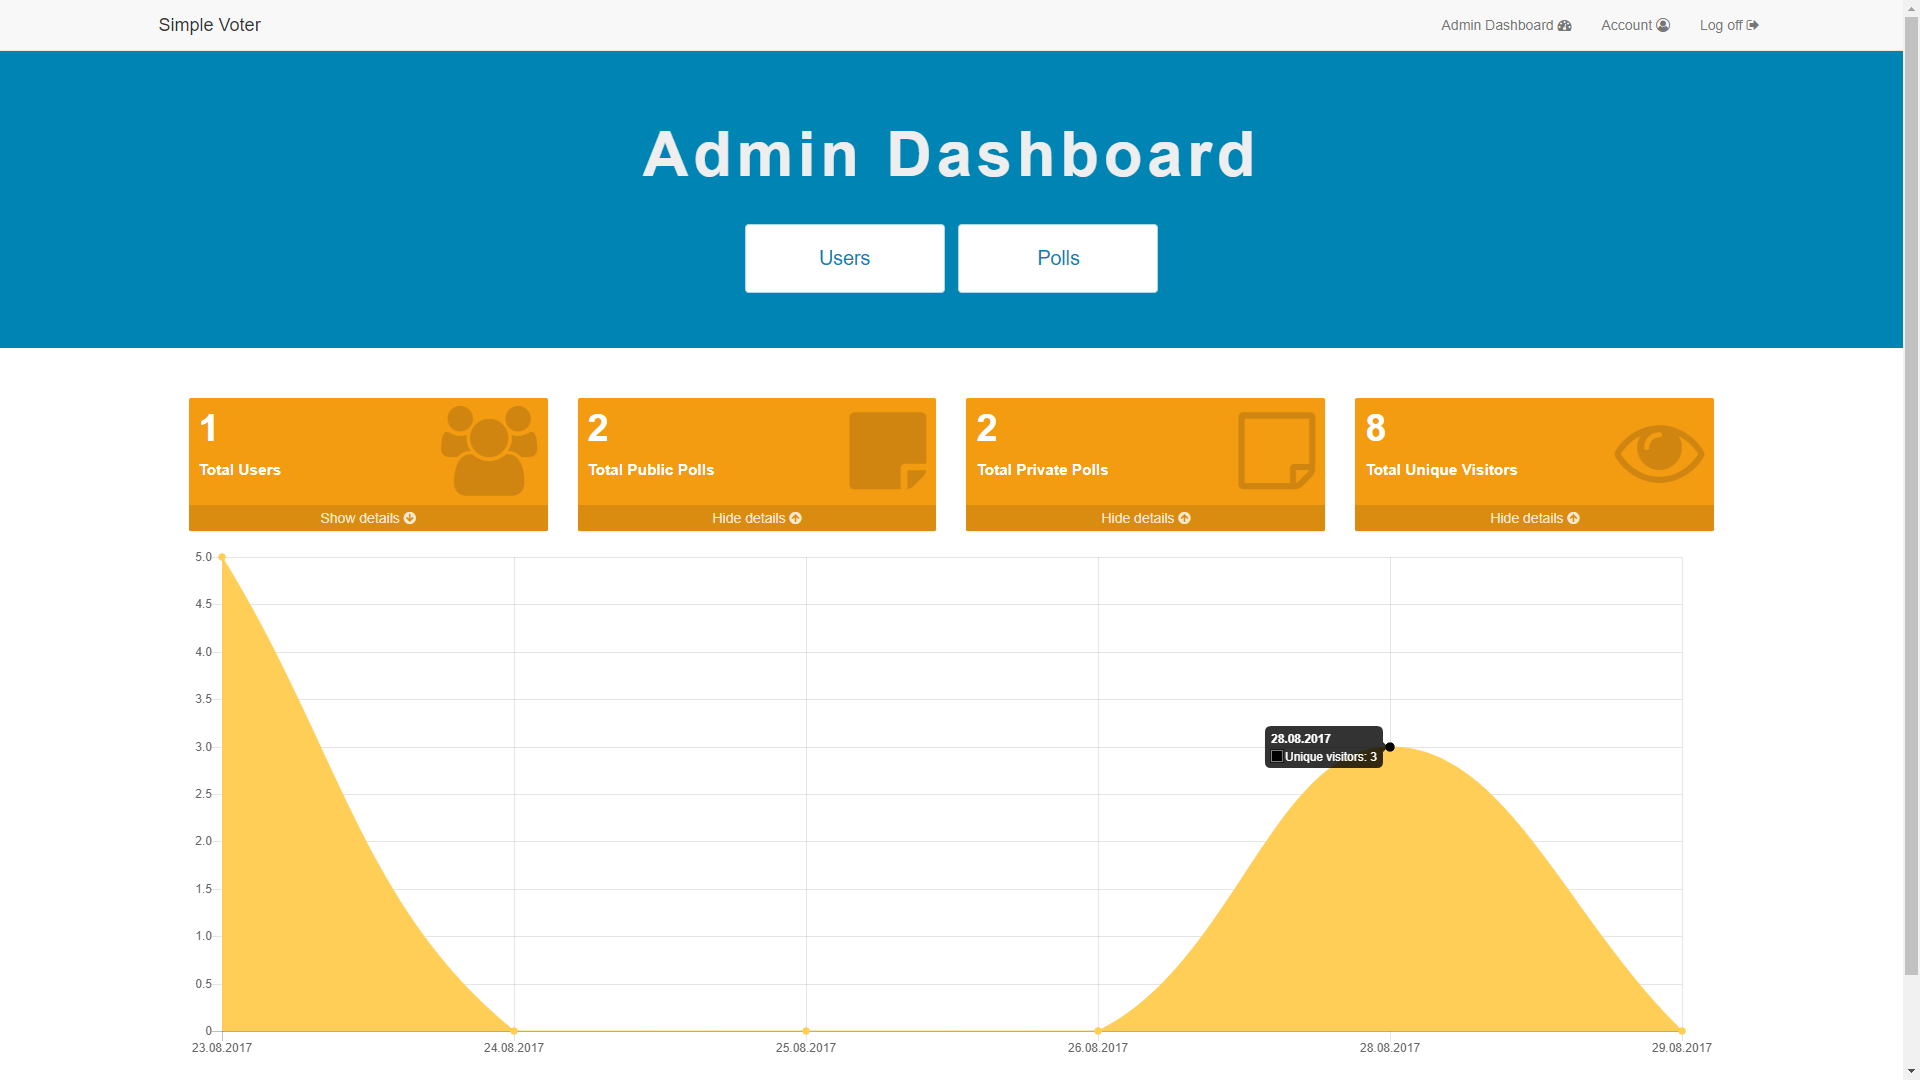 Simple Voter
Admin Dashboard
Account
Log off
Admin Dashboard
Users
Polls
1
Total Users
Show details
2
Total Public Polls
Hide details
2
Total Private Polls
Hide details
8
Total Unique Visitors
Hide details
5.0
4.5
4.0
3.5
3.0
2.5
2.0
1.5
1.0
0.5
0
28.08.2017
Unique visitors: 3
23.08.2017
24.08.2017
25.08.2017
26.08.2017
28.08.2017
29.08.2017